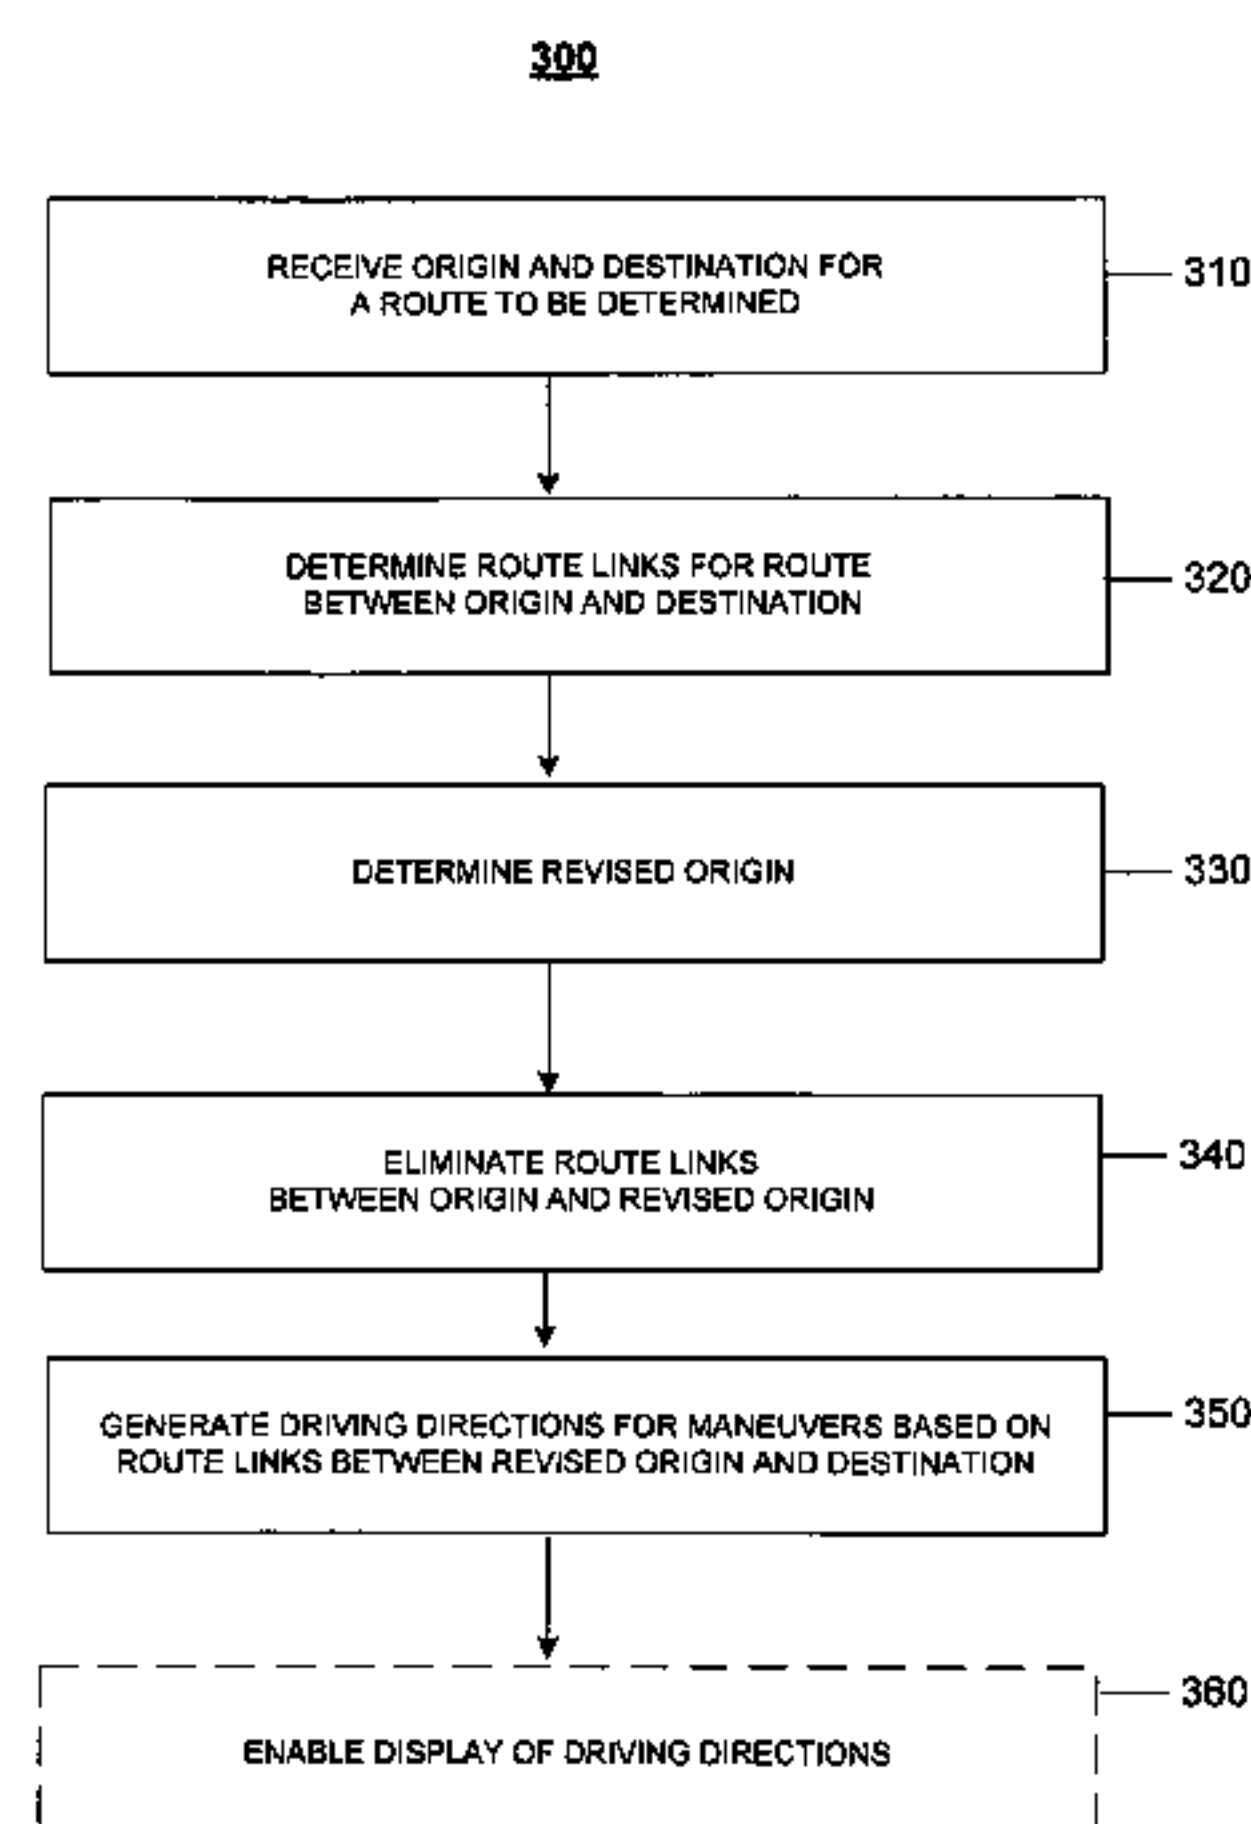 300
RECEIVE ORIGIN AND DESTINATION FOR
A ROUTE TO BE DETERMINED
310
DETERMINE ROUTE LINKS FOR ROUTE
BETWEEN ORIGIN AND DESTINATION
320
DETERMINE REVISED ORIGIN
330
ELIMINATE ROUTE LINKS
BETWEEN ORIGIN AND REVISED ORIGIN
340
GENERATE DRIVING DIRECTIONS FOR MANEUVERS BASED ON
ROUTE LINKS BETWEEN REVISED ORIGIN AND DESTINATION
350
ENABLE DISPLAY OF DRIVING DIRECTIONS
360